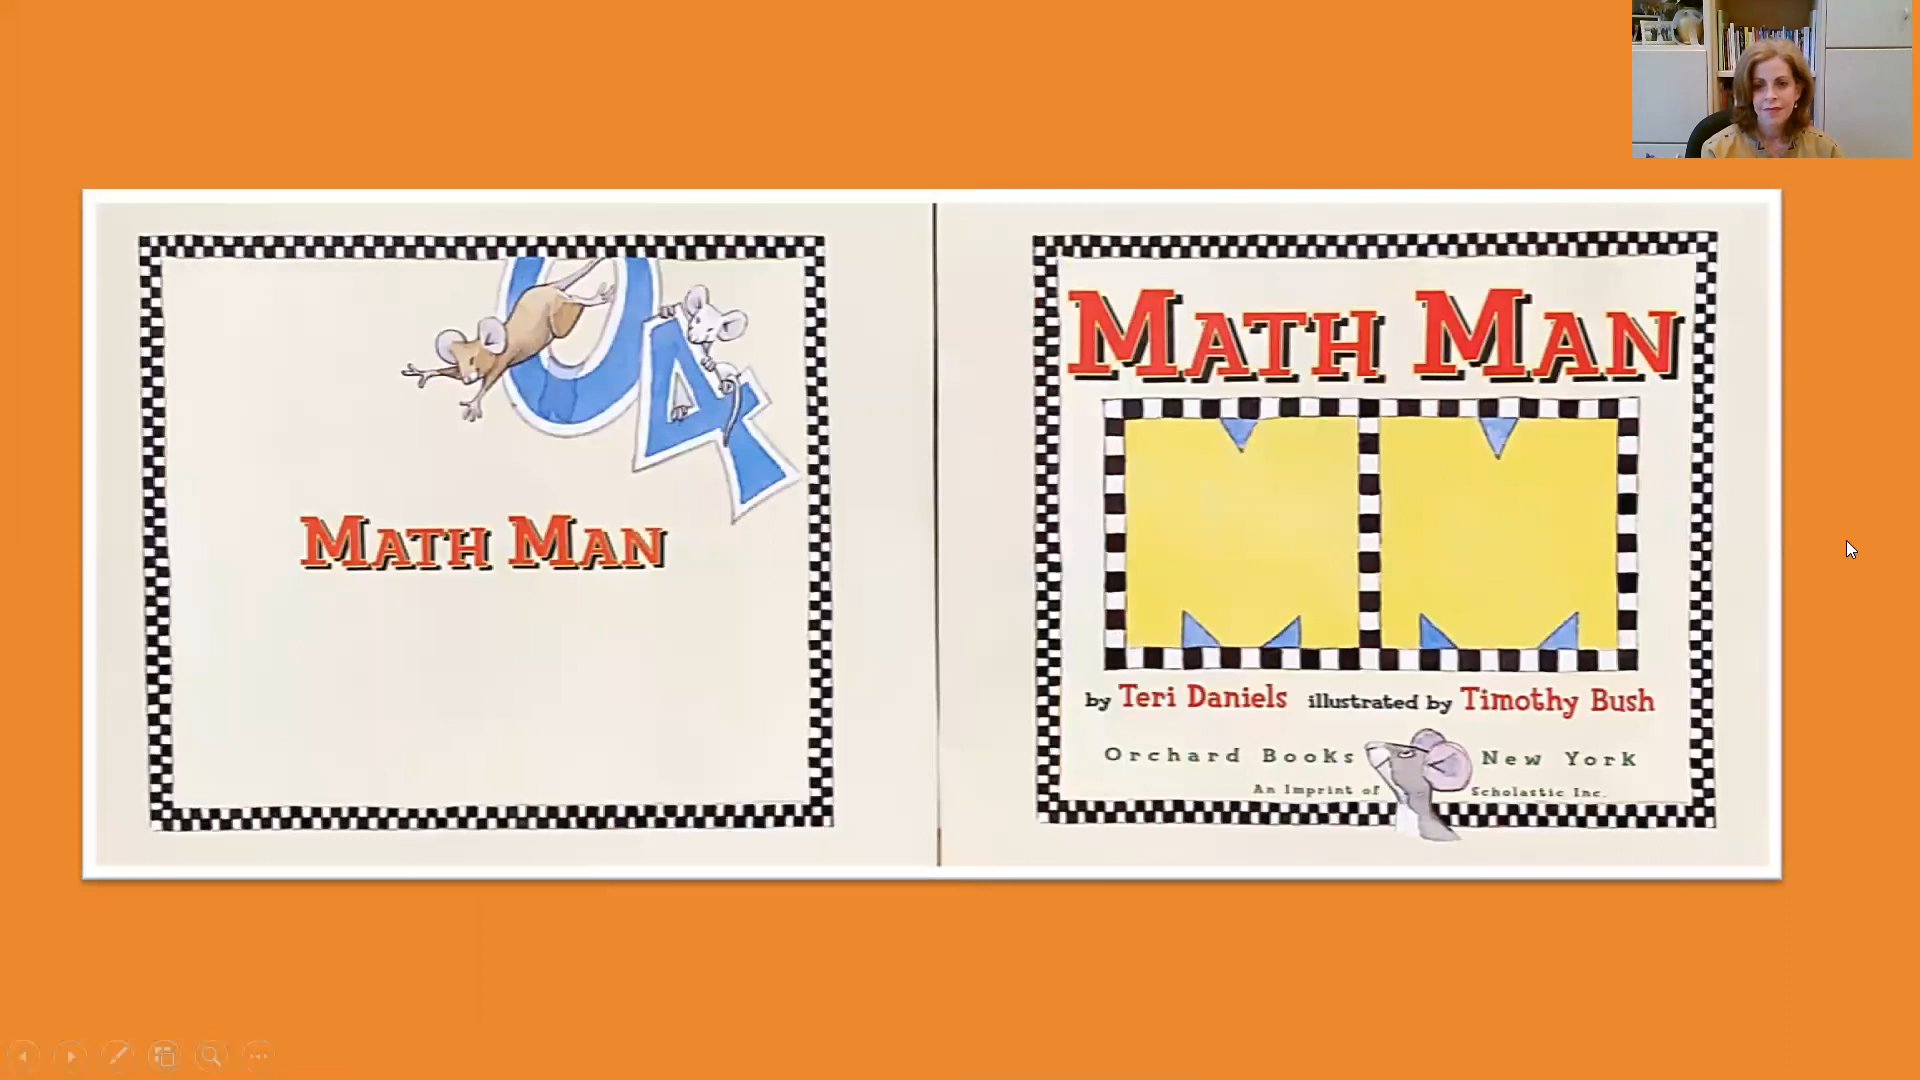 04
MATH MAN
MATH MAN
by Teri Daniels illustrated by Timothy Bush
Orchard Books New York
An Imprint of Scholastic Inc.